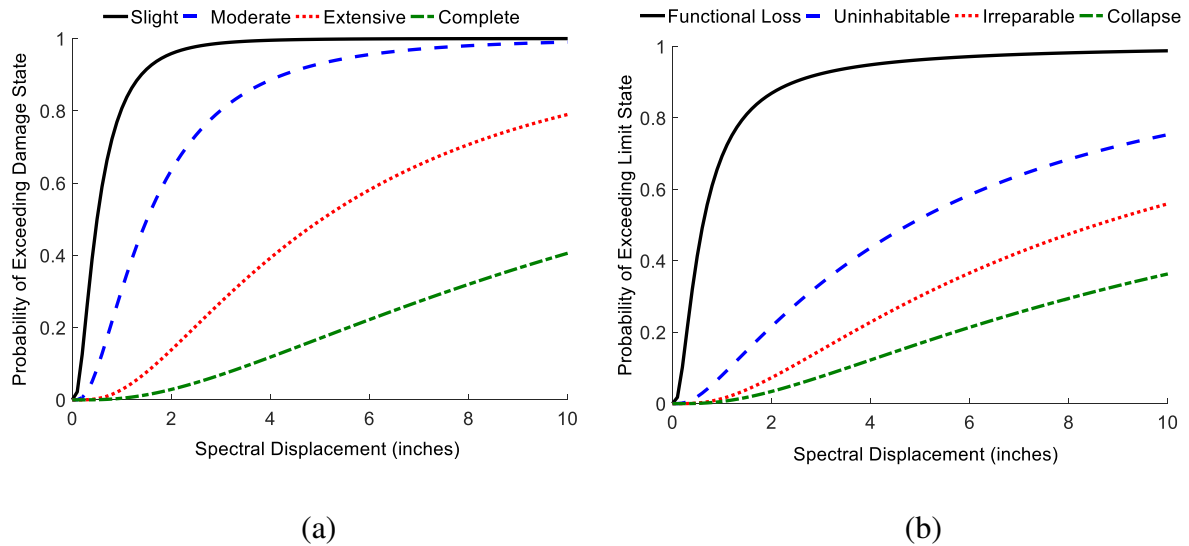 Slight Moderate Extensive Complete
Probability of Exceeding Damage State
1
0.8
0.6
0.4
0.2
0
0 2 4 6 8 10
Spectral Displacement (inches)
(a)
Functional Loss Uninhabitable Irreparable Collapse
Probability of Exceeding Limit State
1
0.8
0.6
0.4
0.2
0
0 2 4 6 8 10
Spectral Displacement (inches)
(b)